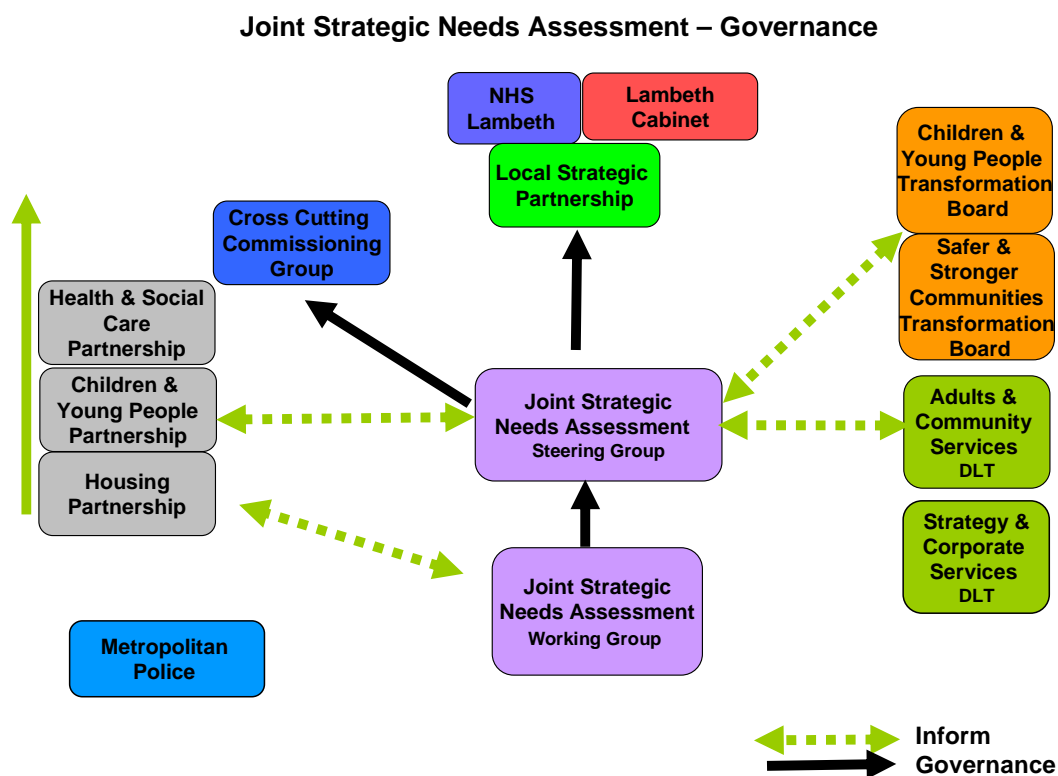 Joint Strategic Needs Assessment – Governance
NHS
Lambeth
Lambeth
Cabinet
Local Strategic
Partnership
Children &
Young People
Transformation
Board
Cross Cutting
Commissioning
Group
Safer &
Stronger
Communities
Transformation
Board
Health & Social
Care
Partnership
Children &
Young People
Partnership
Housing
Partnership
Joint Strategic
Needs Assessment
Steering Group
Adults &
Community
Services
DLT
Strategy &
Corporate
Services
DLT
Joint Strategic
Needs Assessment
Working Group
Metropolitan
Police
Inform
Governance